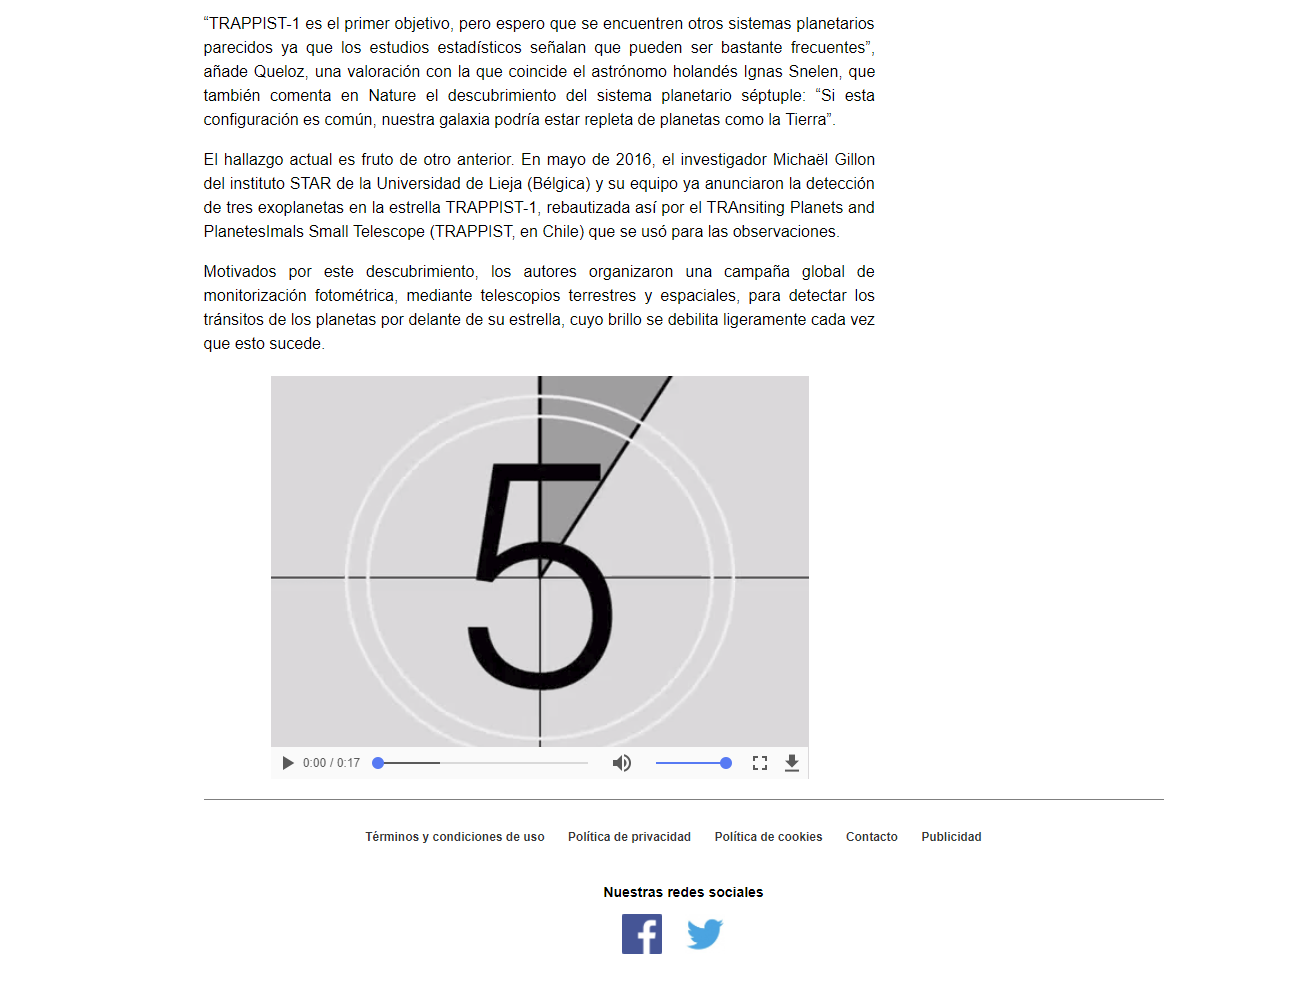 “TRAPPIST-1 es el primer objetivo, pero espero que se encuentren otros sistemas planetarios
parecidos ya que los estudios estadísticos señalan que pueden ser bastante frecuentes”,
añade Queloz, una valoración con la que coincide el astrónomo holandés Ignas Snelen, que
también comenta en Nature el descubrimiento del sistema planetario séptuple: “Si esta
configuración es común, nuestra galaxia podría estar repleta de planetas como la Tierra”.
El hallazgo actual es fruto de otro anterior. En mayo de 2016, el investigador Michaël Gillon
del instituto STAR de la Universidad de Lieja (Bélgica) y su equipo ya anunciaron la detección
de tres exoplanetas en la estrella TRAPPIST-1, rebautizada así por el TRAnsiting Planets and
PlanetesImals Small Telescope (TRAPPIST, en Chile) que se usó para las observaciones.
Motivados por este descubrimiento, los autores organizaron una campaña global de
monitorización fotométrica, mediante telescopios terrestres y espaciales, para detectar los
tránsitos de los planetas por delante de su estrella, cuyo brillo se debilita ligeramente cada vez
que esto sucede.
5
0:00 / 0:17
Términos y condiciones de uso Política de privacidad Política de cookies Contacto Publicidad
Nuestras redes sociales